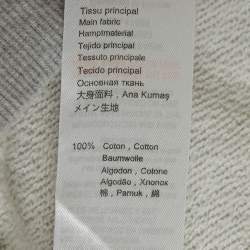 Tissu principal
Main fabric
Hamptmaterial
Tejido principal
Tessuto principale
Tecido principal
Основная ткань
大身面料 , Ana Kumaş
メイン生地
100% Coton , Cotton
Baumwolle
Algodon , Cotone
Algodão , Хлопок
棉 , Pamuk , 綿